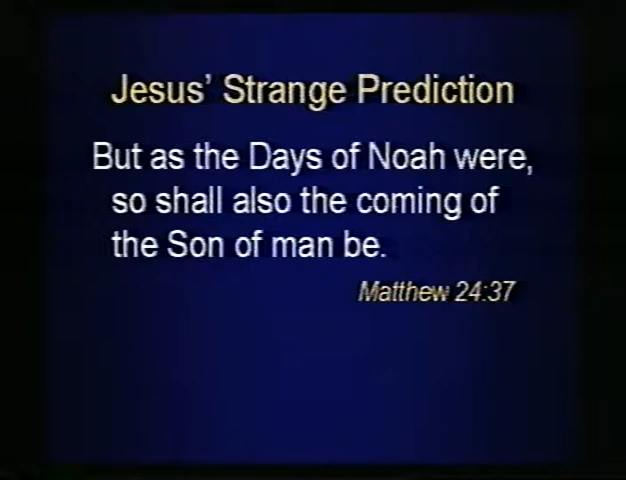 Jesus' Strange Prediction
But as the Days of Noah were,
so shall also the coming of
the Son of man be.
Matthew 24:37